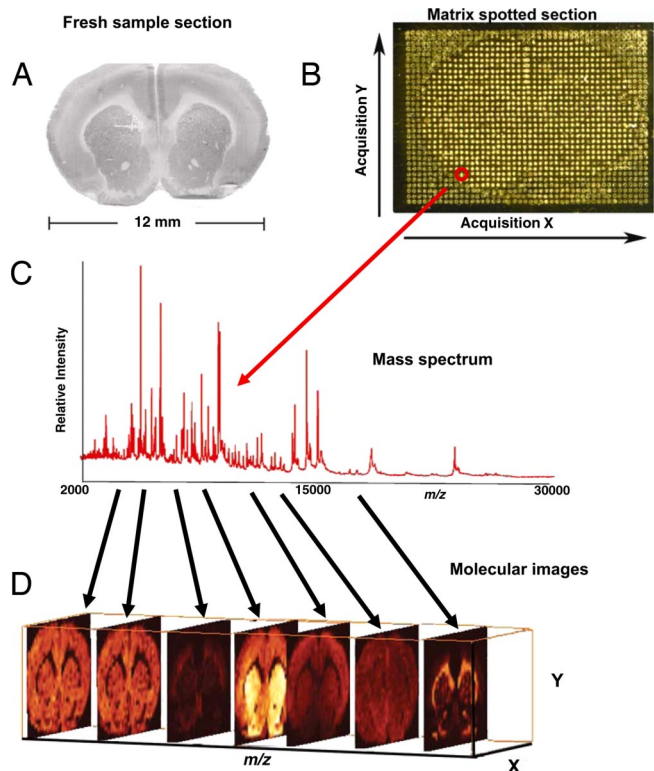 Fresh sample section
Matrix spotted section
A
B
Acquisition Y
12 mm
Acquisition X
C
Relative Intensity
Mass spectrum
2000
15000
m/z
30000
D
Molecular images
Y
m/z
X